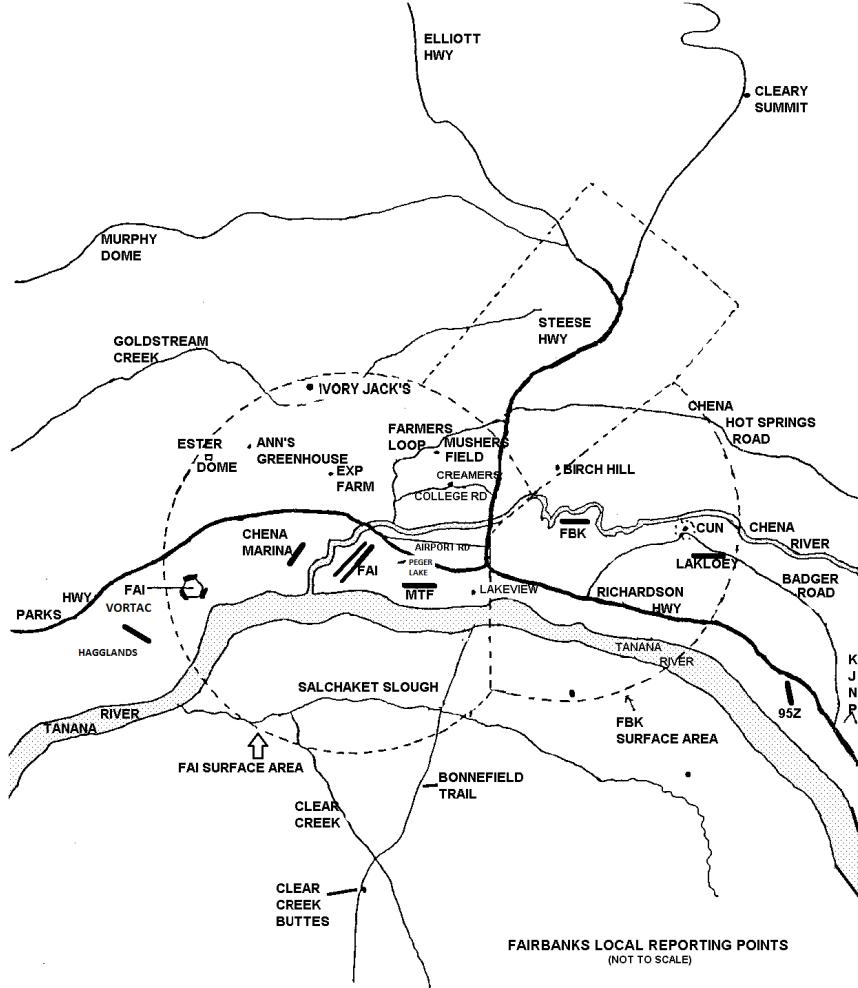 ELLIOTT
HWY
CLEARY
SUMMIT
MURPHY
DOME
GOLDSTREAM
CREEK
STEESE
HWY
IVORY JACK'S
CHENA
HOT SPRINGS
ROAD
FARMERS
LOOP
MUSHERS
FIELD
ESTER
DOME
ANN'S
GREENHOUSE
EXP
FARM
CREAMERS
COLLEGE RD
BIRCH HILL
CHENA
MARINA
FAI
AIRPORT RD
PEGER
LAKE
MTF
LAKEVIEW
FBK
CUN
CHENA
RIVER
LAKLOEY
BADGER
ROAD
RICHARDSON
HWY
FAI
VORTAC
PARKS
HWY
HAGGLANDS
TANANA
RIVER
KJNP
95Z
SALCHAKET SLOUGH
TANANA
RIVER
FBK
SURFACE AREA
FAI SURFACE AREA
BONNEFIELD
TRAIL
CLEAR
CREEK
CLEAR
CREEK
BUTTES
FAIRBANKS LOCAL REPORTING POINTS
(NOT TO SCALE)